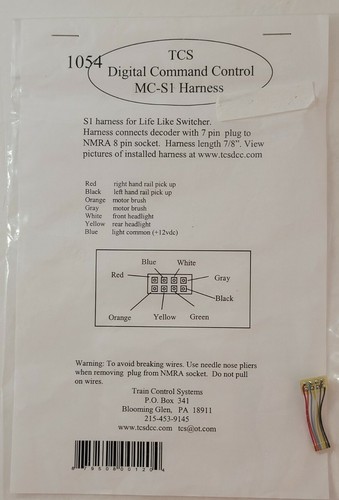 1054
TCS
Digital Command Control
MC-S1 Harness
S1 harness for Life Like Switcher.
Harness connects decoder with 7 pin plug to
NMRA 8 pin socket. Harness length 7/8". View
pictures of installed harness at www.tcsdcc.com
Red right hand rail pick up
Black left hand rail pick up
Orange motor brush
Gray motor brush
White front headlight
Yellow rear headlight
Blue light common (+12vdc)
Blue White
Red Gray
Black
Orange Yellow Green
Warning: To avoid breaking wires. Use needle nose pliers
when removing plug from NMRA socket. Do not pull
on wires.
Train Control Systems
P.O. Box 341
Blooming Glen, PA 18911
215-453-9145
www.tcsdcc.com tcs@ot.com